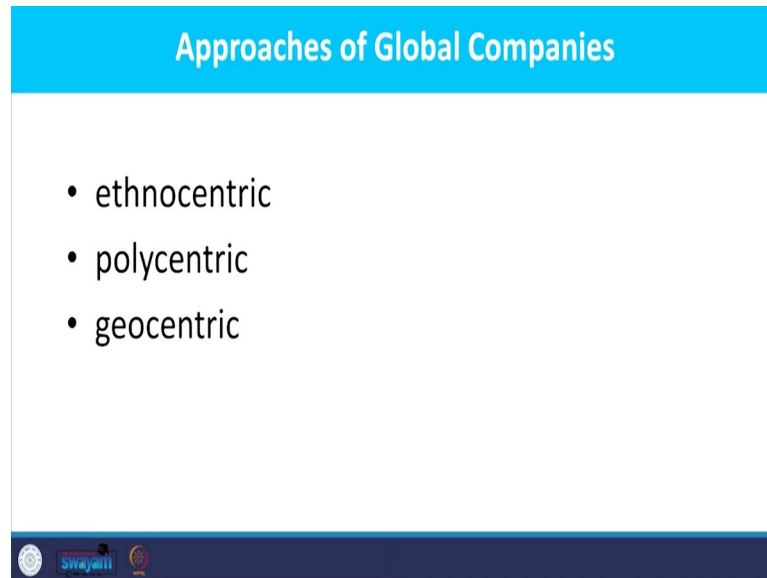 Approaches of Global Companies
• ethnocentric
• polycentric
• geocentric
swayam